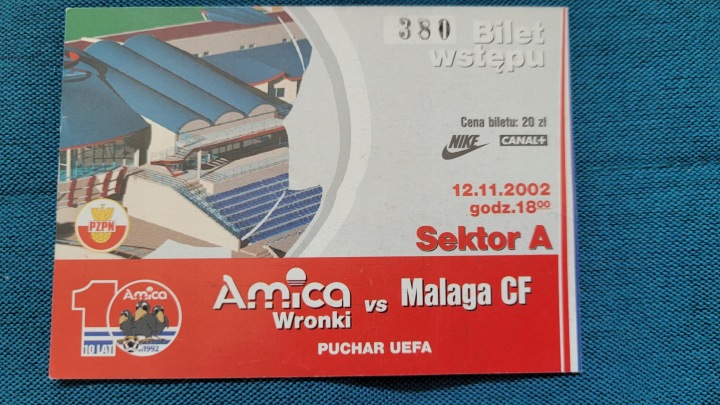 380
Bilet
wstępu
Cena biletu: 20 zł
NIKE
CANAL+
12.11.2002
godz.18⁰⁰
Sektor A
PZPN
10
Amica
10 LAT
1992
Amica
Wronki
vs
Malaga CF
PUCHAR UEFA